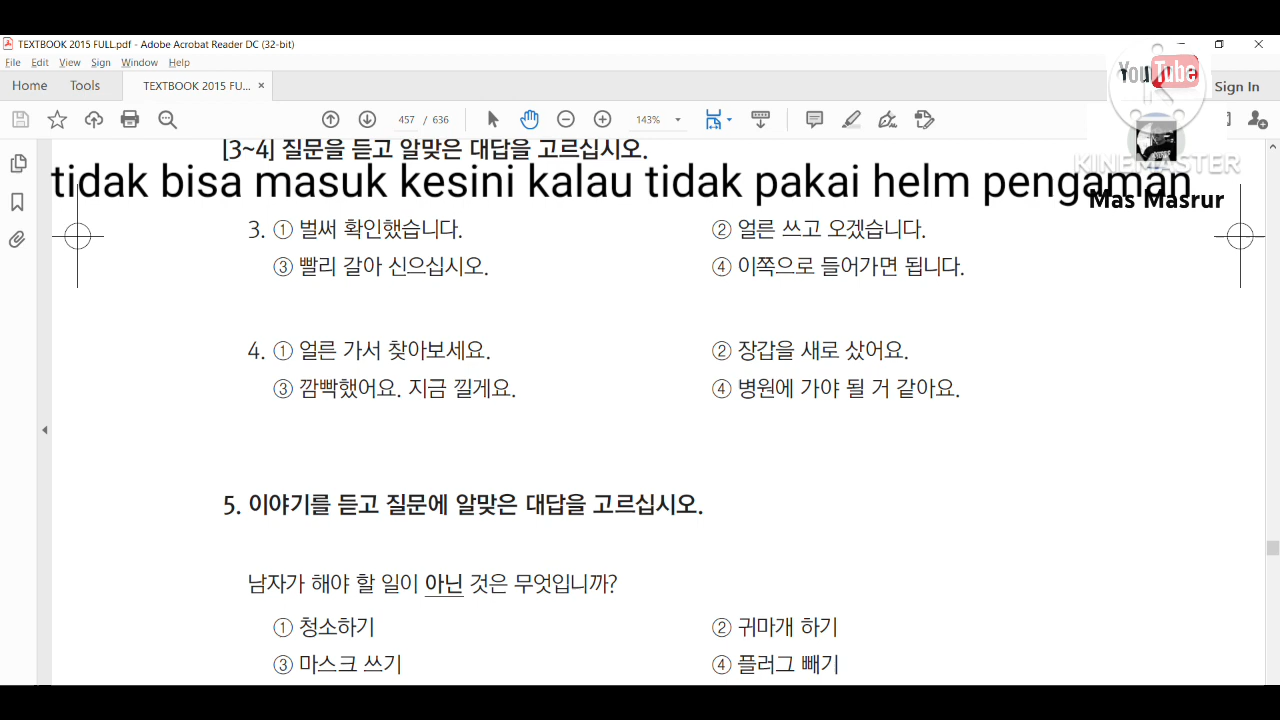 TEXTBOOK 2015 FULL.pdf - Adobe Acrobat Reader DC (32-bit)
File Edit View Sign Window Help
Home Tools TEXTBOOK 2015 FU... × Sign In
457 / 636 143%
YouTube
KINEMASTER
[3~4] 질문을 듣고 알맞은 대답을 고르십시오.
tidak bisa masuk kesini kalau tidak pakai helm pengaman
Mas Masrur
3. ① 벌써 확인했습니다. ② 얼른 쓰고 오겠습니다.
③ 빨리 갈아 신으십시오. ④ 이쪽으로 들어가면 됩니다.
4. ① 얼른 가서 찾아보세요. ② 장갑을 새로 샀어요.
③ 깜빡했어요. 지금 낄게요. ④ 병원에 가야 될 거 같아요.
5. 이야기를 듣고 질문에 알맞은 대답을 고르십시오.
남자가 해야 할 일이 아닌 것은 무엇입니까?
① 청소하기 ② 귀마개 하기
③ 마스크 쓰기 ④ 플러그 빼기